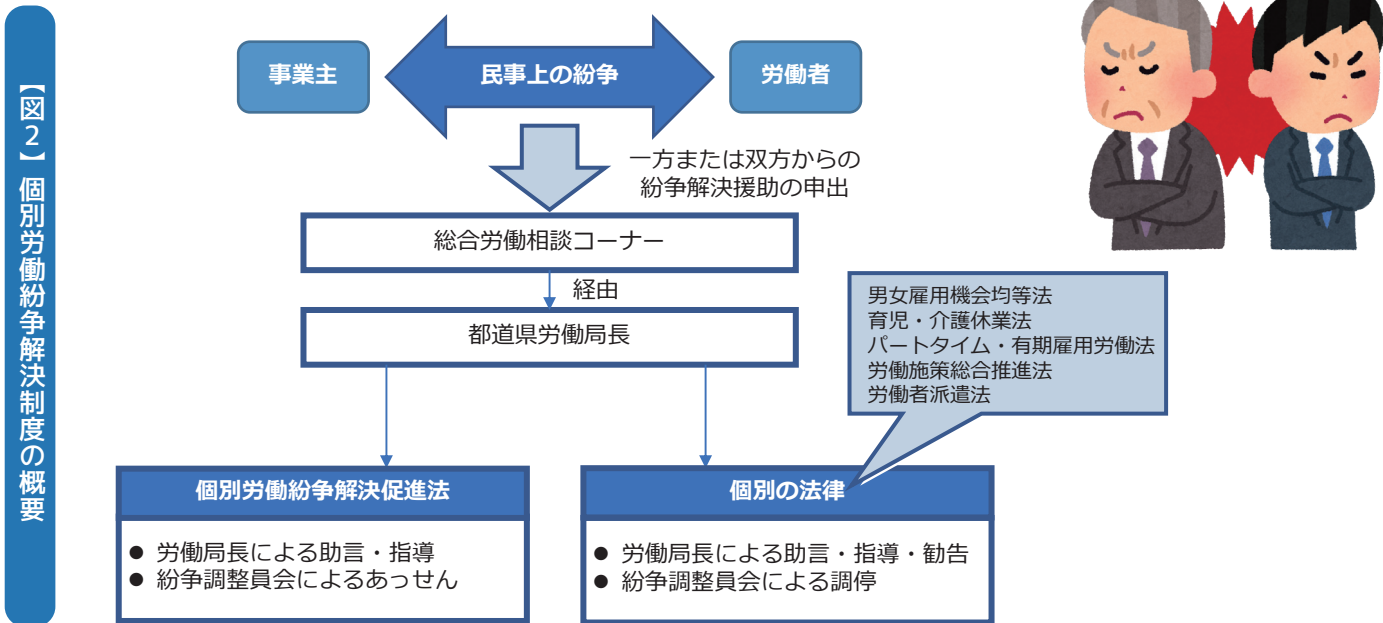 【図2】個別労働紛争解決制度の概要
事業主
民事上の紛争
労働者
一方または双方からの
紛争解決援助の申出
総合労働相談コーナー
経由
都道県労働局長
男女雇用機会均等法
育児・介護休業法
パートタイム・有期雇用労働法
労働施策総合推進法
労働者派遣法
個別労働紛争解決促進法
● 労働局長による助言・指導
● 紛争調整員会によるあっせん
個別の法律
● 労働局長による助言・指導・勧告
● 紛争調整員会による調停